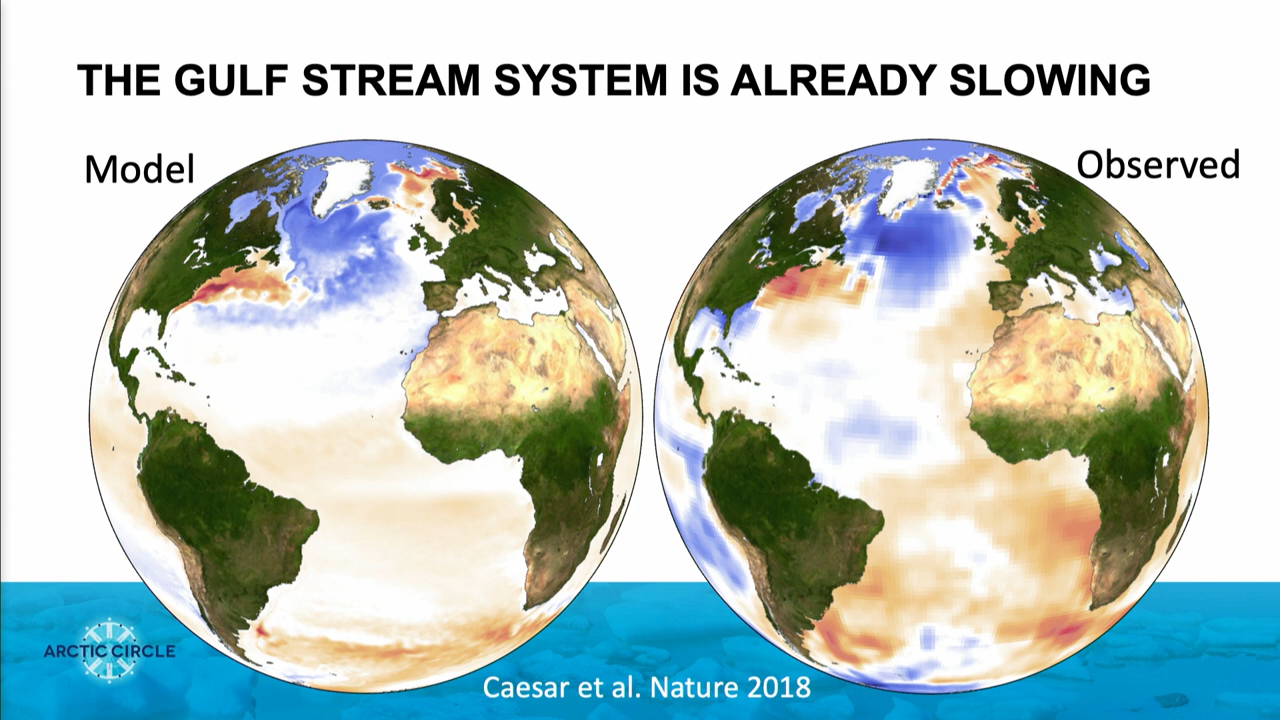 THE GULF STREAM SYSTEM IS ALREADY SLOWING
Model
Observed
ARCTIC CIRCLE
Caesar et al. Nature 2018